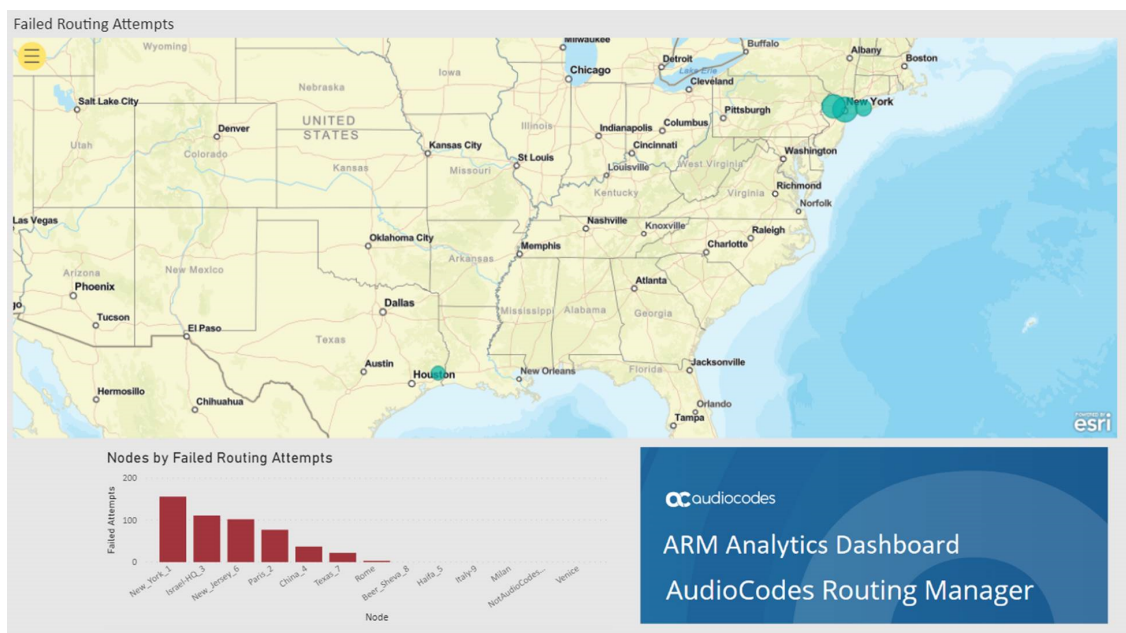 Failed Routing Attempts
Wyoming
Milwaukee
Buffalo
Albany
Boston
Detroit
Lake Erie
Iowa
Chicago
Cleveland
Nebraska
Salt Lake City
New York
UNITED
STATES
Pittsburgh
Denver
Illinois
Indianapolis
Columbus
Utah
Colorado
Kansas City
Cincinnati
Washington
St Louis
Kansas
Missouri
Louisville
West Virginia
Kentucky
Virginia
Richmond
Norfolk
Las Vegas
Nashville
Knoxville
Raleigh
Oklahoma City
Memphis
Charlotte
Arkansas
Arizona
New Mexico
Phoenix
Atlanta
Dallas
Tucson
Mississippi
Alabama
Georgia
El Paso
Texas
Austin
Jacksonville
Houston
New Orleans
Florida
Hermosillo
Chihuahua
Orlando
Tampa
POWERED BY
esri
Nodes by Failed Routing Attempts
Failed Attempts
200
100
0
New_York_1
Israel-HQ_3
New_Jersey_6
Paris_2
China_4
Texas_7
Rome
Beer_Sheva_8
Haifa_5
Italy-9
Milan
NotAudioCodes...
Venice
Node
audiocodes
ARM Analytics Dashboard
AudioCodes Routing Manager